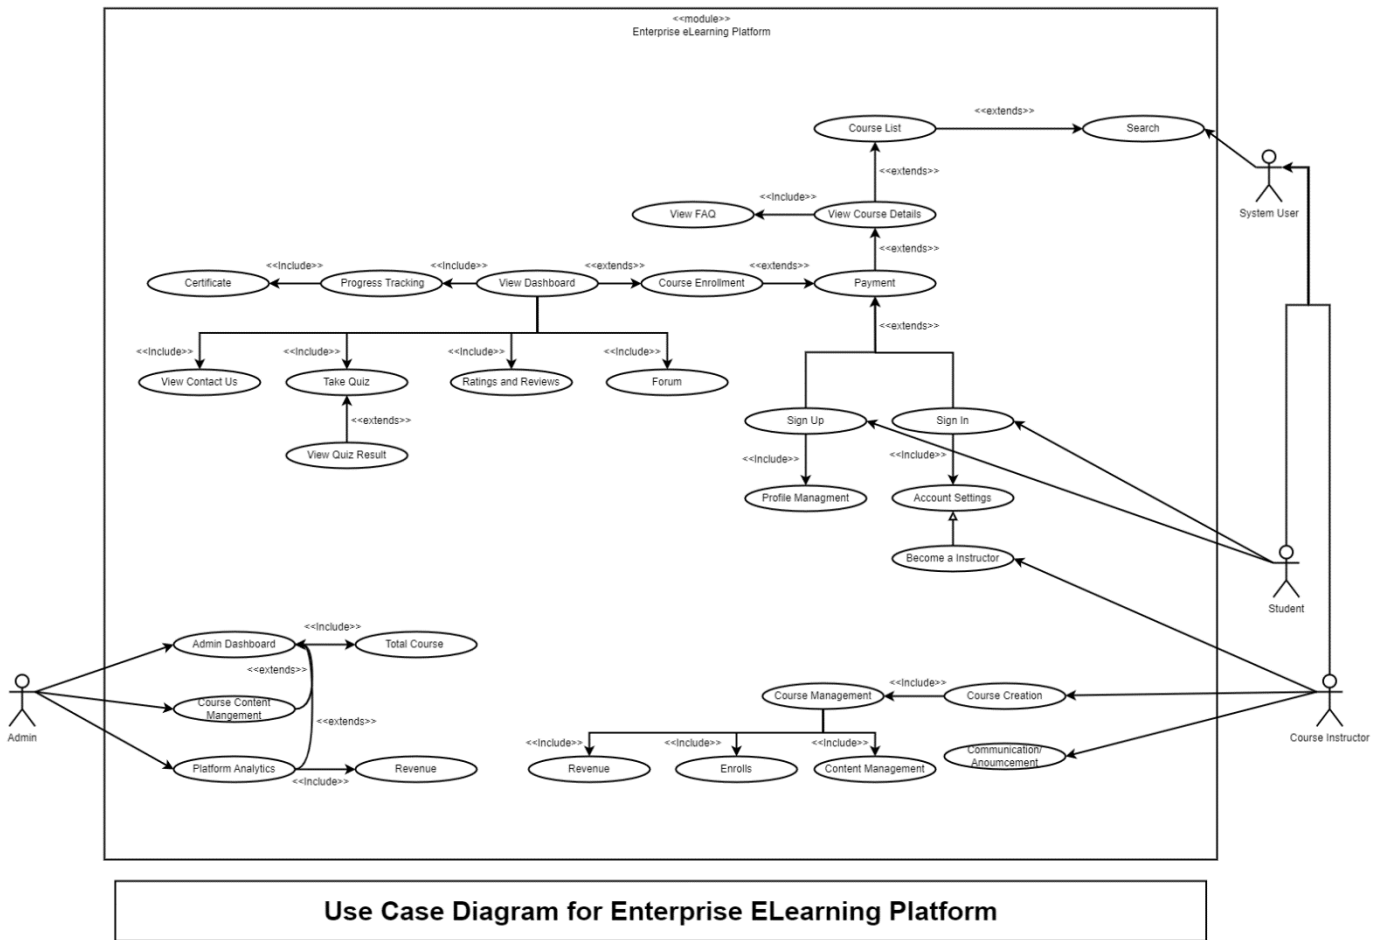 <<module>>
Enterprise eLearning Platform
<<extends>>
Course List
Search
<<extends>>
<<Include>>
View FAQ
View Course Details
System User
<<extends>>
<<Include>>
<<Include>>
<<extends>>
<<extends>>
Certificate
Progress Tracking
View Dashboard
Course Enrollment
Payment
<<extends>>
<<Include>>
<<Include>>
<<Include>>
<<Include>>
View Contact Us
Take Quiz
Ratings and Reviews
Forum
<<extends>>
Sign Up
Sign In
View Quiz Result
<<Include>>
<<Include>>
Profile Managment
Account Settings
Become a Instructor
Student
<<Include>>
Admin Dashboard
Total Course
<<extends>>
<<Include>>
Course Management
Course Creation
Course Content
Mangement
<<extends>>
Admin
Course Instructor
<<Include>>
<<Include>>
<<Include>>
Communication/
Anoumcement
Platform Analytics
Revenue
Revenue
Enrolls
Content Management
<<Include>>
Use Case Diagram for Enterprise ELearning Platform